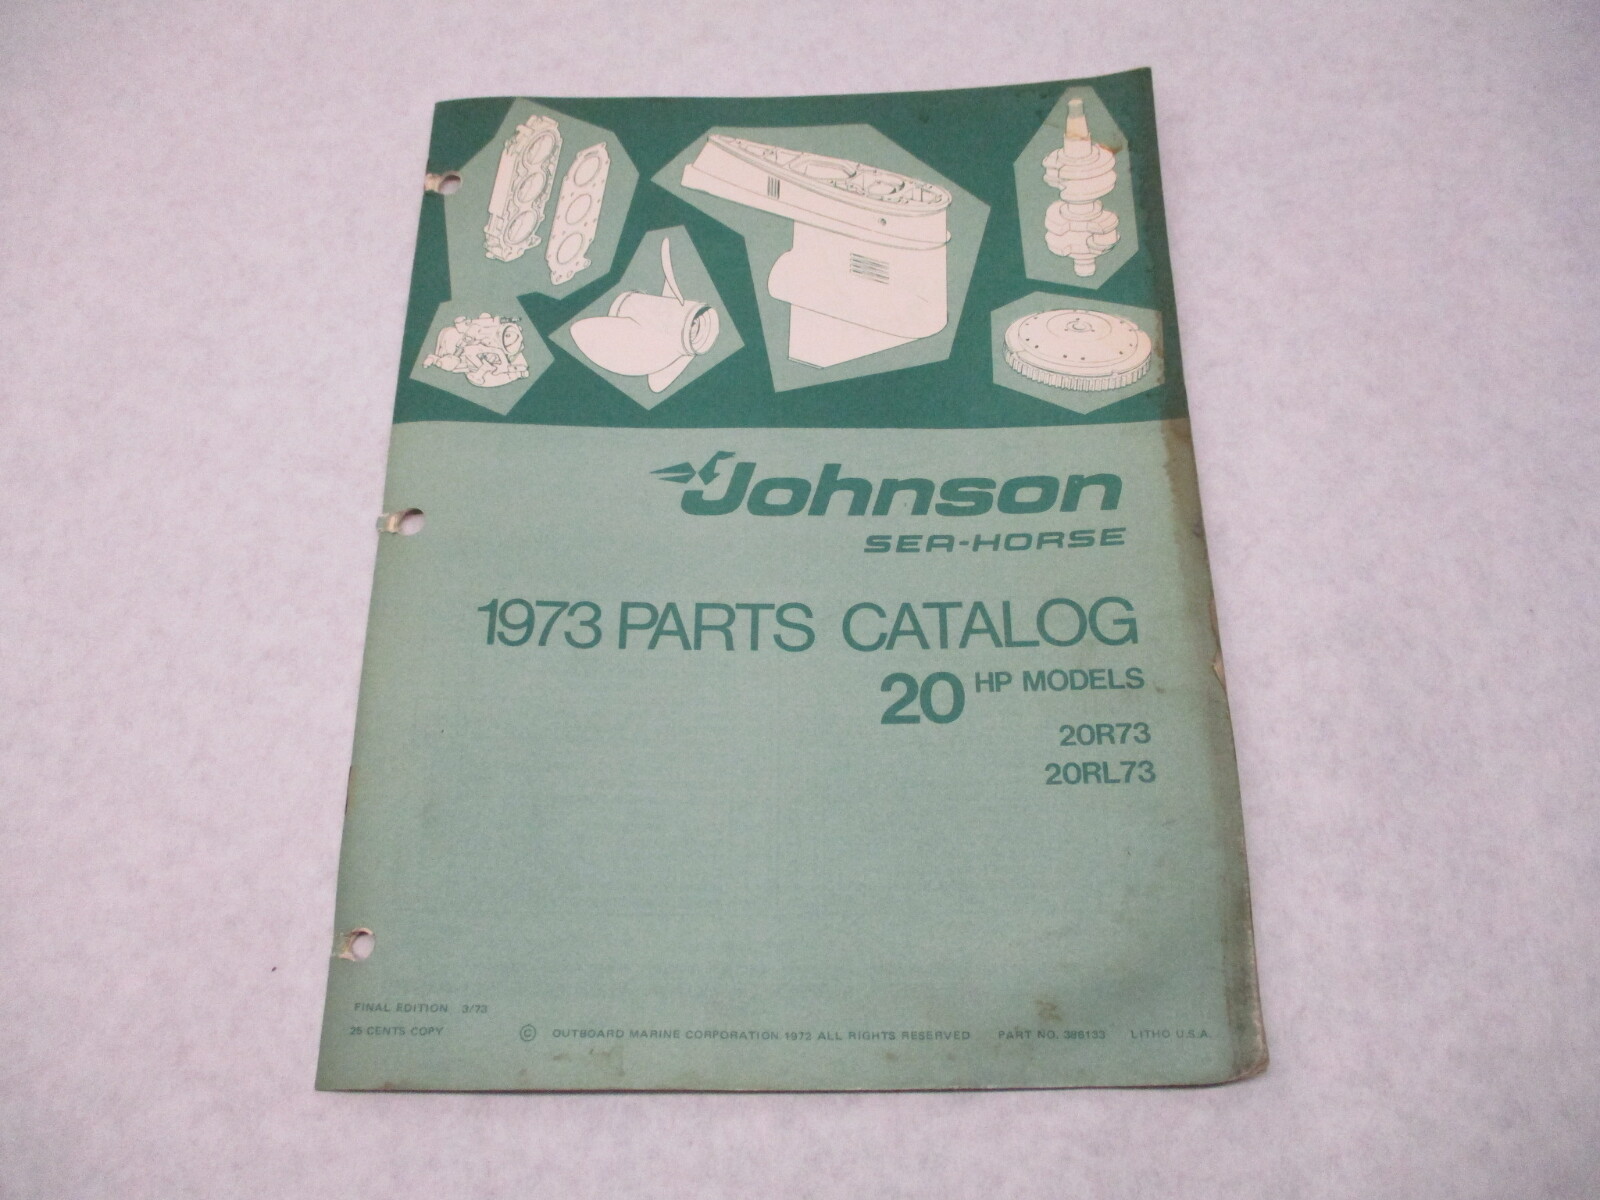 Johnson
SEA-HORSE
1973 PARTS CATALOG
20 HP MODELS
20R73
20RL73
FINAL EDITION 3/73
25 CENTS COPY
© OUTBOARD MARINE CORPORATION 1972 ALL RIGHTS RESERVED PART NO. 386133 LITHO U.S.A.